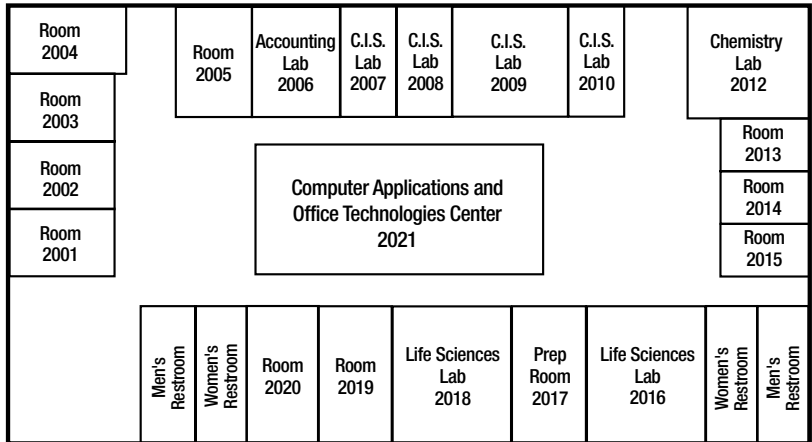 Room
2004
Room
2005
Accounting
Lab
2006
C.I.S.
Lab
2007
C.I.S.
Lab
2008
C.I.S.
Lab
2009
C.I.S.
Lab
2010
Chemistry
Lab
2012
Room
2003
Room
2002
Room
2001
Computer Applications and
Office Technologies Center
2021
Room
2013
Room
2014
Room
2015
Men's
Restroom
Women's
Restroom
Room
2020
Room
2019
Life Sciences
Lab
2018
Prep
Room
2017
Life Sciences
Lab
2016
Women's
Restroom
Men's
Restroom